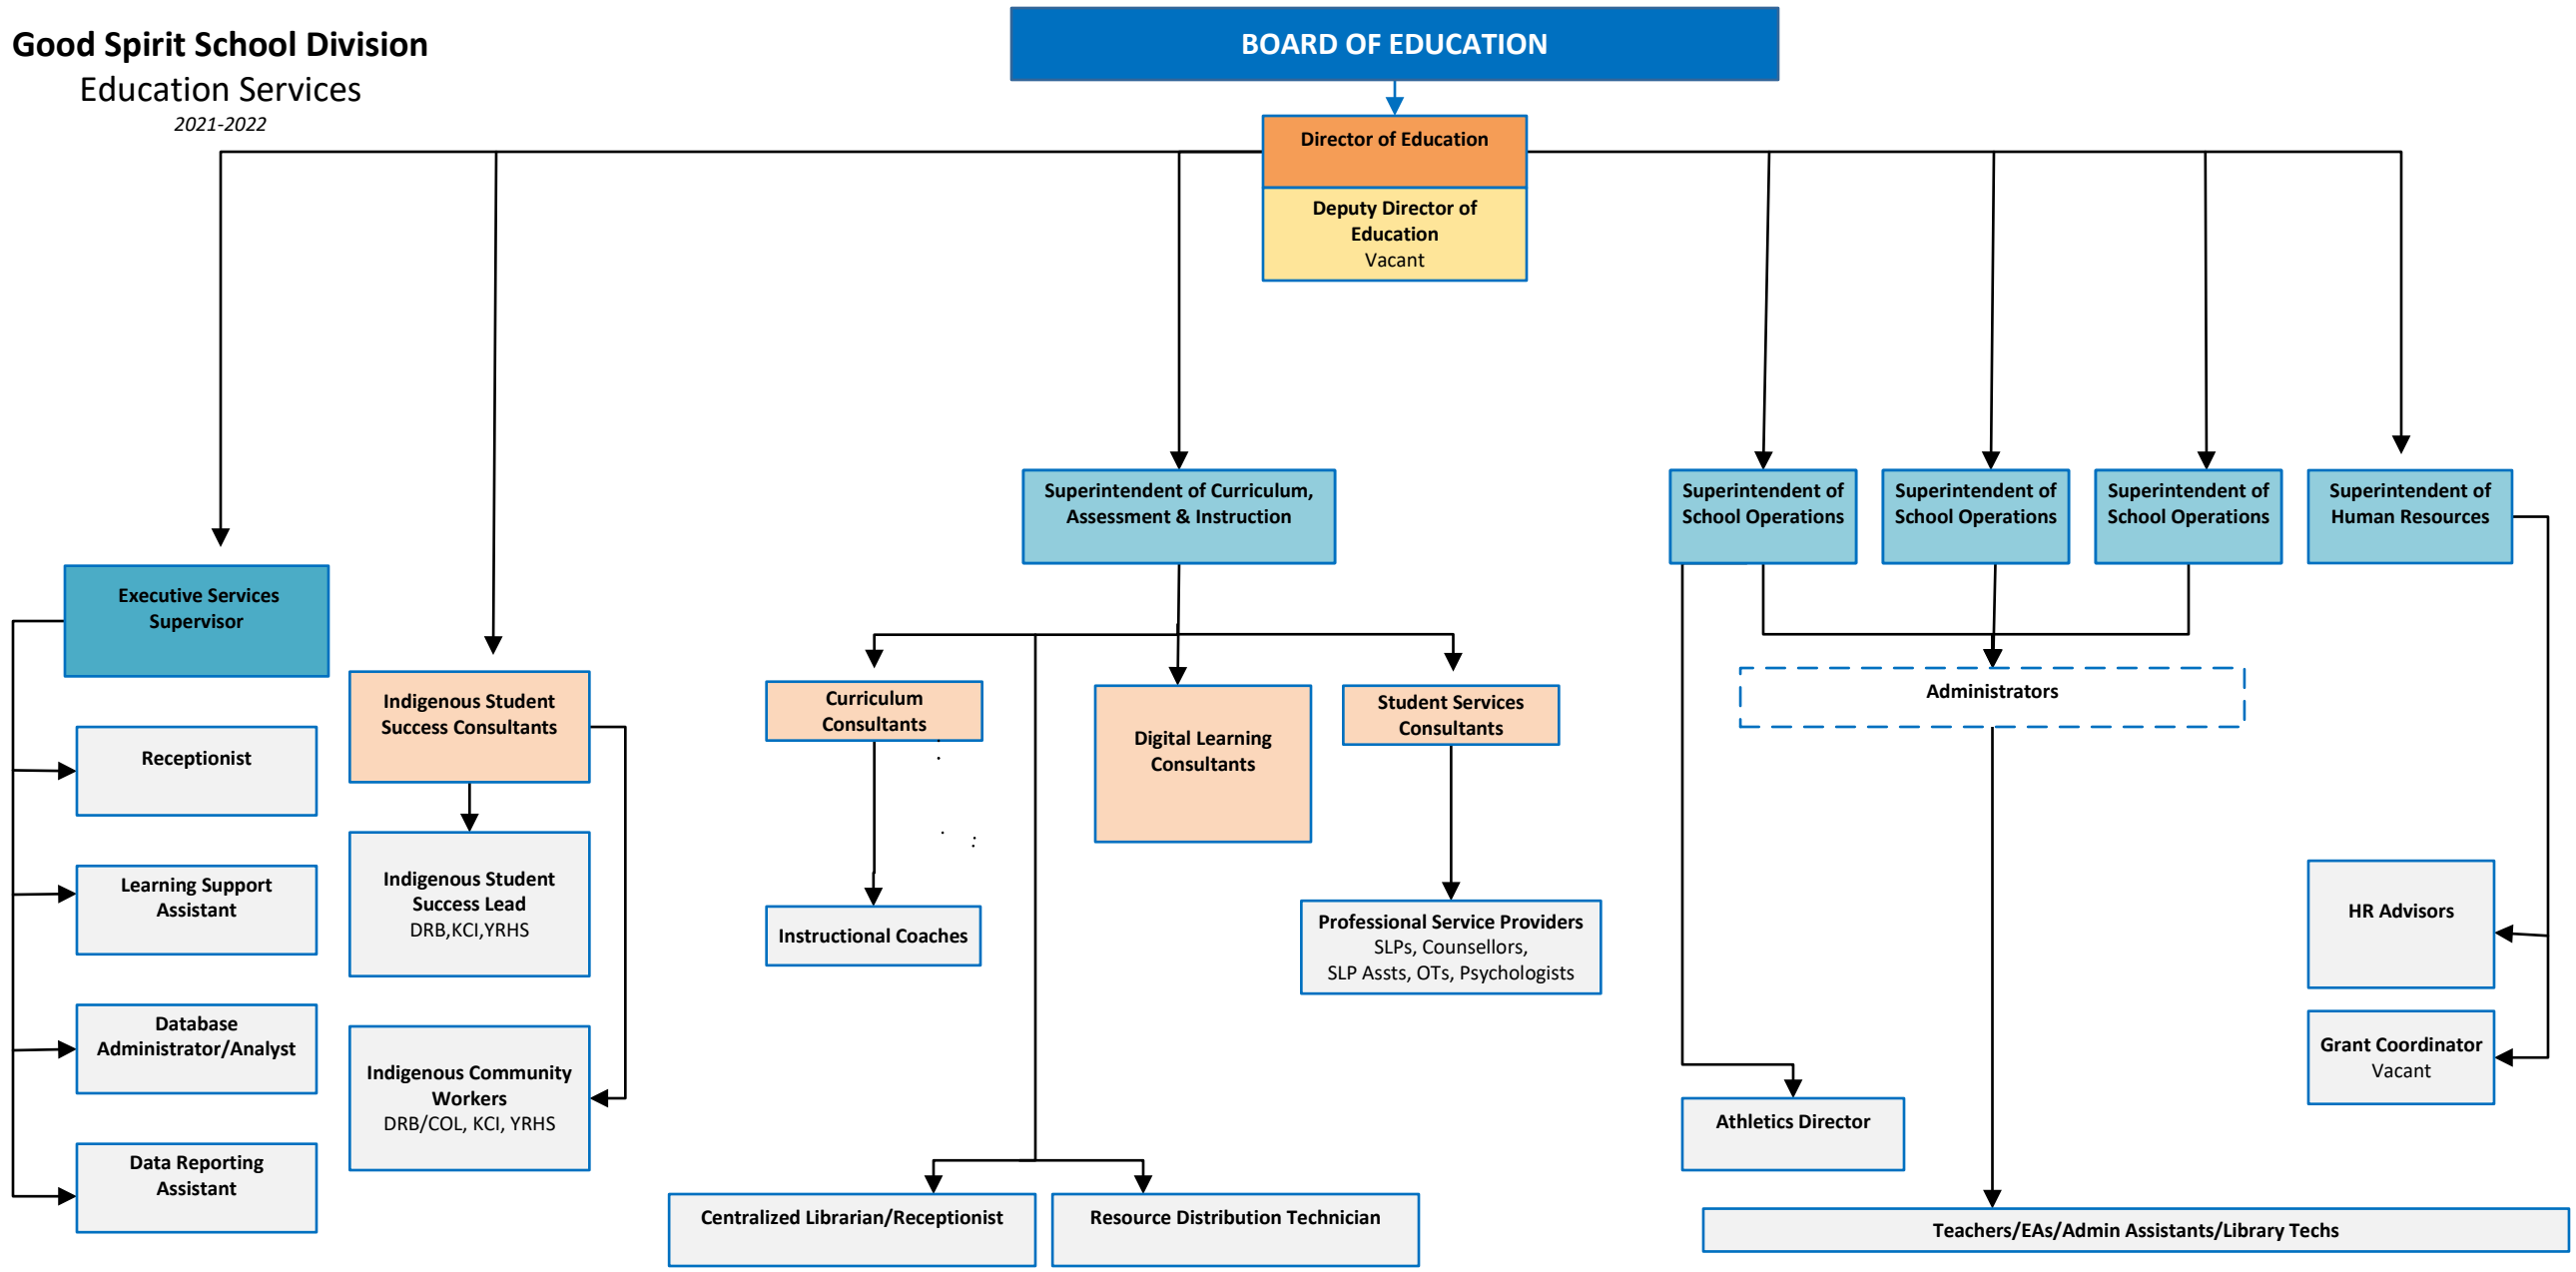 Good Spirit School Division
Education Services
2021-2022
BOARD OF EDUCATION
Director of Education
Deputy Director of
Education
Vacant
Superintendent of Curriculum,
Assessment & Instruction
Superintendent of
School Operations
Superintendent of
School Operations
Superintendent of
School Operations
Superintendent of
Human Resources
Executive Services
Supervisor
Receptionist
Learning Support
Assistant
Database
Administrator/Analyst
Data Reporting
Assistant
Indigenous Student
Success Consultants
Indigenous Student
Success Lead
DRB,KCI,YRHS
Indigenous Community
Workers
DRB/COL, KCI, YRHS
Curriculum
Consultants
Instructional Coaches
Digital Learning
Consultants
Student Services
Consultants
Professional Service Providers
SLPs, Counsellors,
SLP Assts, OTs, Psychologists
Centralized Librarian/Receptionist
Resource Distribution Technician
Administrators
Athletics Director
Teachers/EAs/Admin Assistants/Library Techs
HR Advisors
Grant Coordinator
Vacant